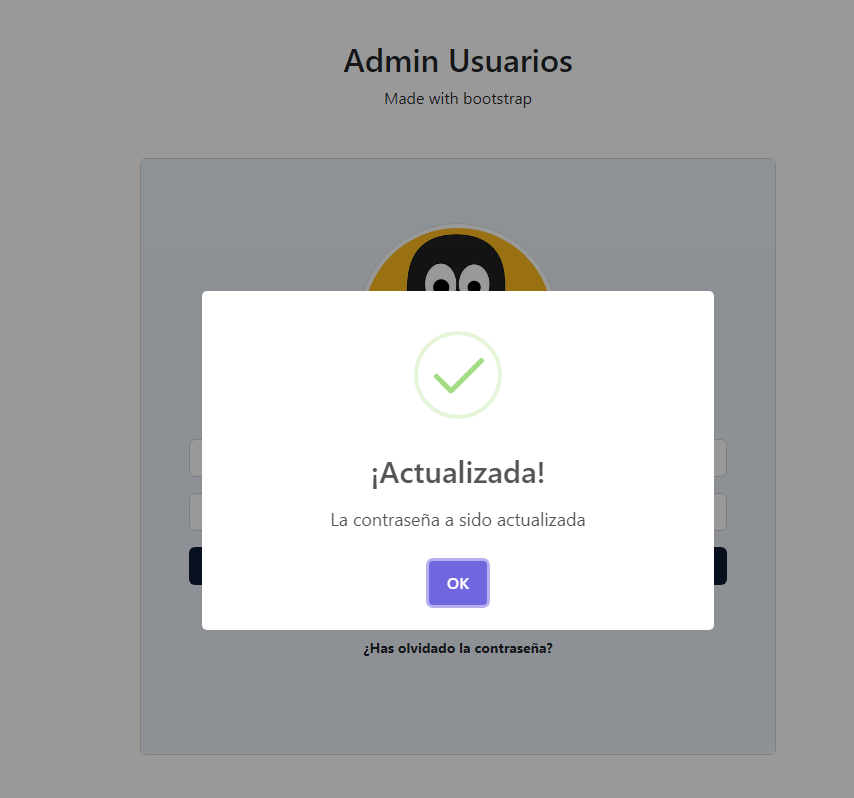 Admin Usuarios
Made with bootstrap
¡Actualizada!
La contraseña a sido actualizada
OK
¿Has olvidado la contraseña?